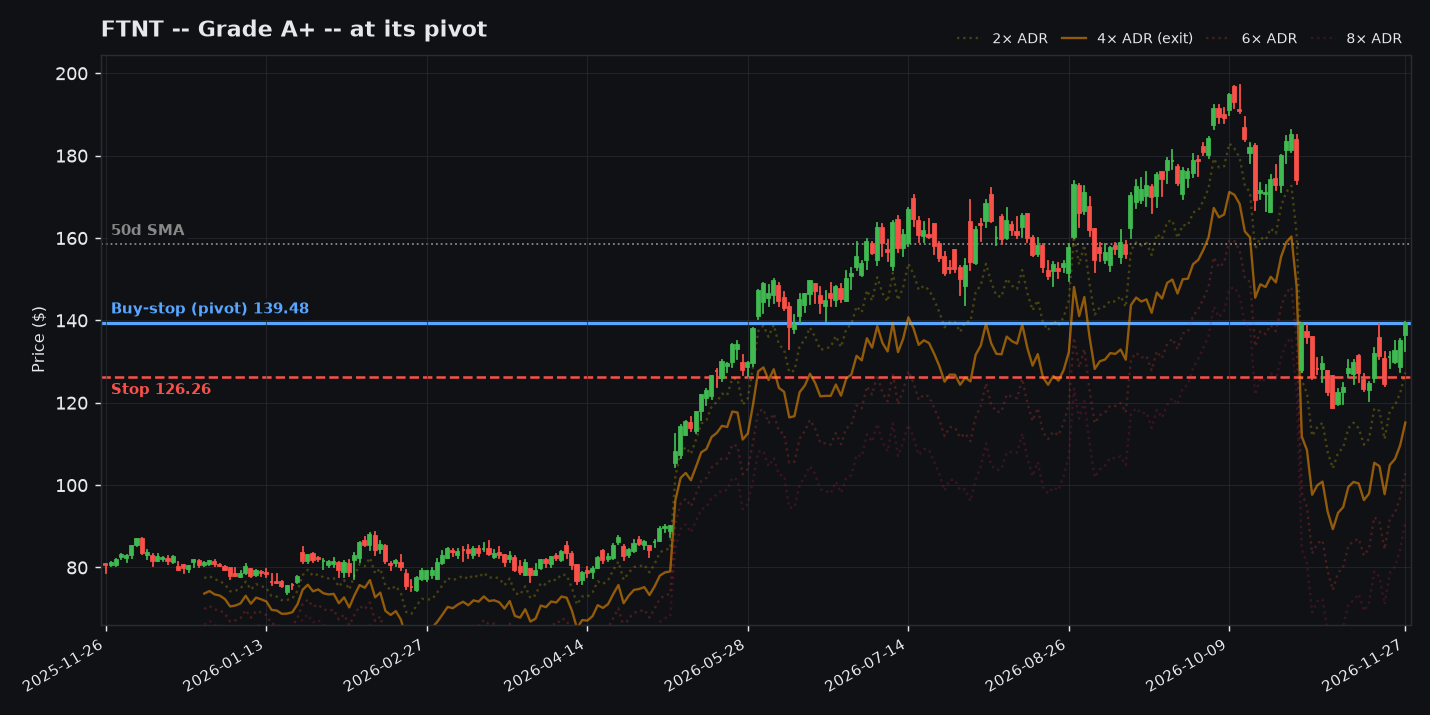 FTNT -- Grade A+ -- at its pivot
2× ADR
4× ADR (exit)
6× ADR
8× ADR
Price ($)
200
180
160
140
120
100
80
50d SMA
Buy-stop (pivot) 139.48
Stop 126.26
2025-11-26
2026-01-13
2026-02-27
2026-04-14
2026-05-28
2026-07-14
2026-08-26
2026-10-09
2026-11-27